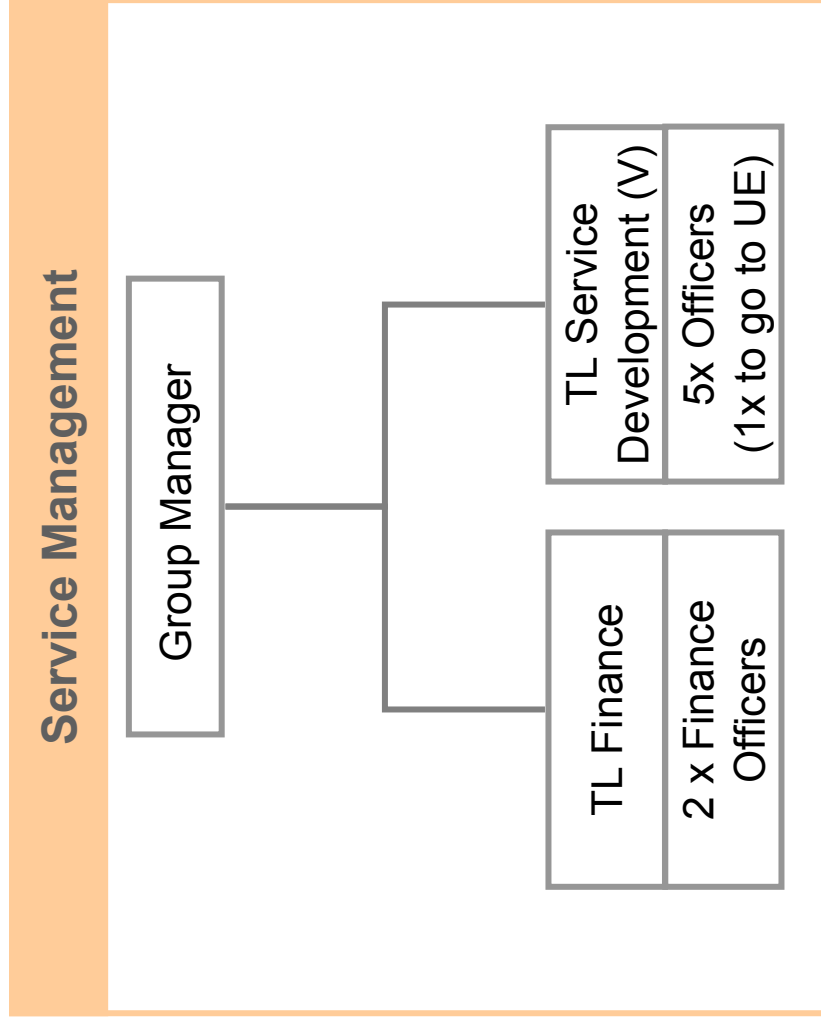 Service Management
Group Manager
TL Finance
2 x Finance
Officers
TL Service
Development (V)
5x Officers
(1x to go to UE)